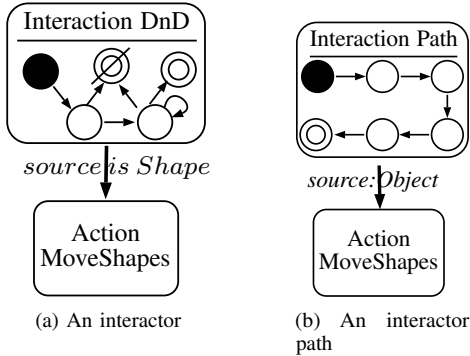 Interaction DnD
source is Shape
Action
MoveShapes
(a) An interactor
Interaction Path
source:Object
Action
MoveShapes
(b) An interactor
path